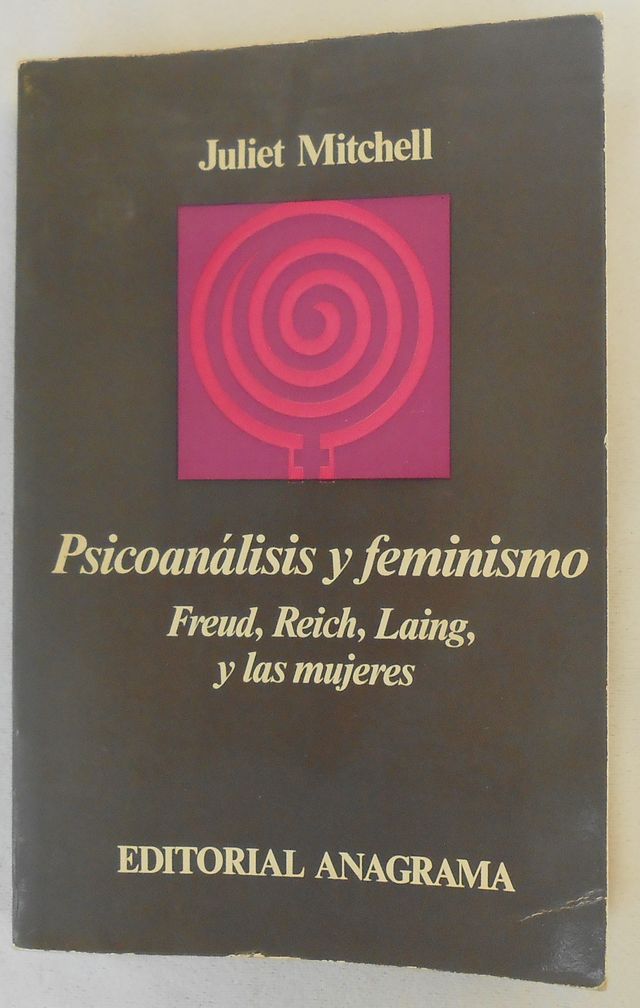 Juliet Mitchell
Psicoanálisis y feminismo
Freud, Reich, Laing,
y las mujeres
EDITORIAL ANAGRAMA